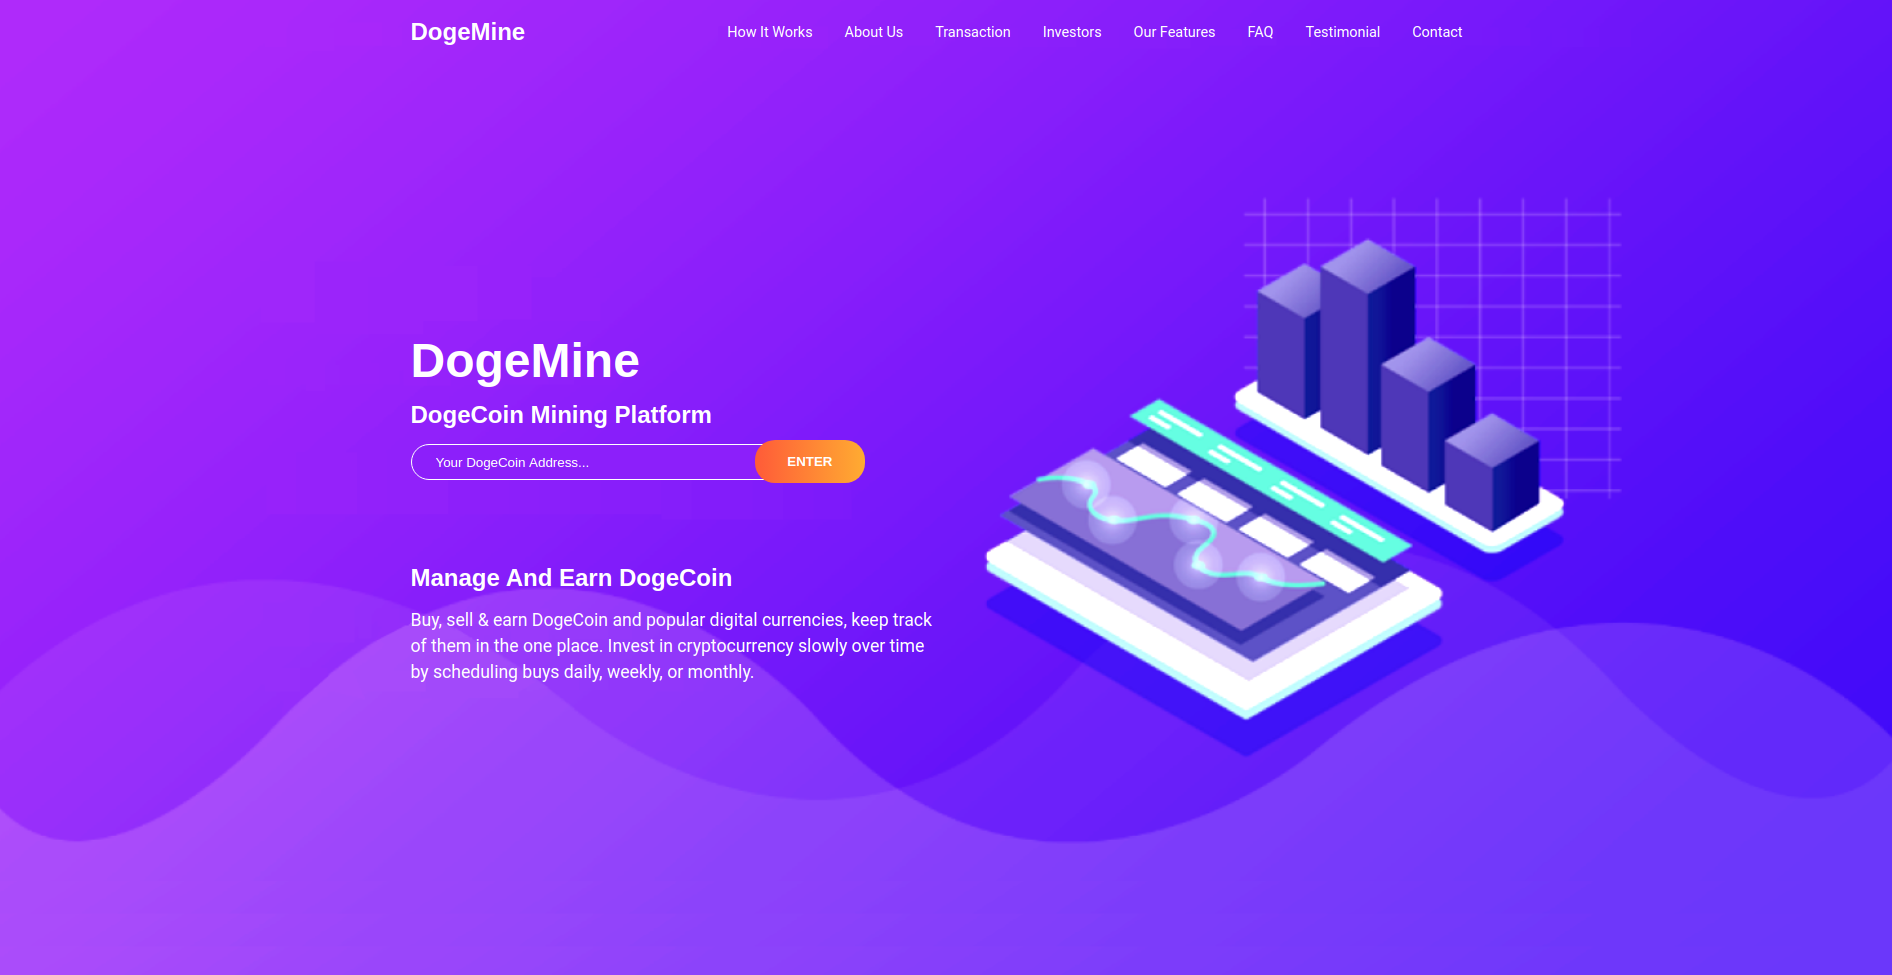 DogeMine
How It Works
About Us
Transaction
Investors
Our Features
FAQ
Testimonial
Contact
DogeMine
DogeCoin Mining Platform
Your DogeCoin Address...
ENTER
Manage And Earn DogeCoin
Buy, sell & earn DogeCoin and popular digital currencies, keep track
of them in the one place. Invest in cryptocurrency slowly over time
by scheduling buys daily, weekly, or monthly.